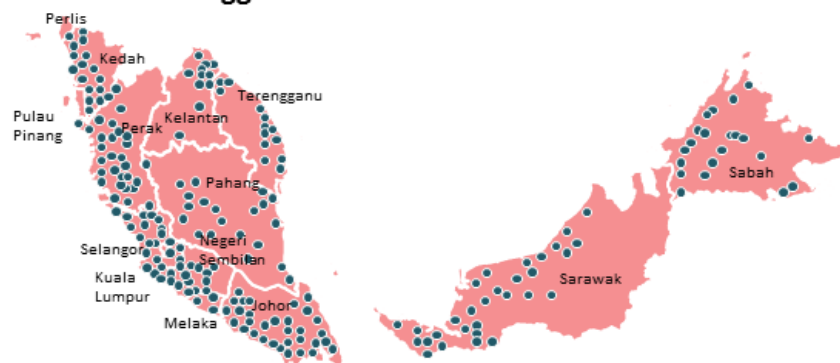 Perlis
Kedah
Terengganu
Pulau
Pinang
Perak
Kelantan
Pahang
Sabah
Selangor
Negeri
Sembilan
Kuala
Lumpur
Sarawak
Johor
Melaka